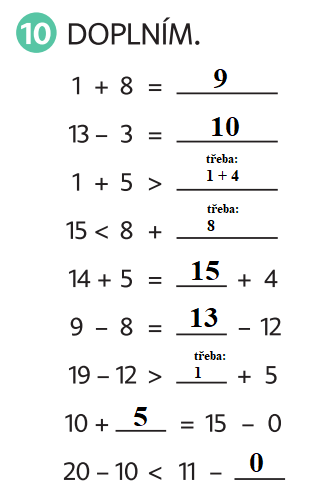 10 DOPLNÍM.
1 + 8 = 9
13 – 3 = 10
třeba:
1 + 5 > 1 + 4
třeba:
15 < 8 + 8
14 + 5 = 15 + 4
9 – 8 = 13 – 12
třeba:
19 – 12 > 1 + 5
10 + 5 = 15 – 0
20 – 10 < 11 – 0